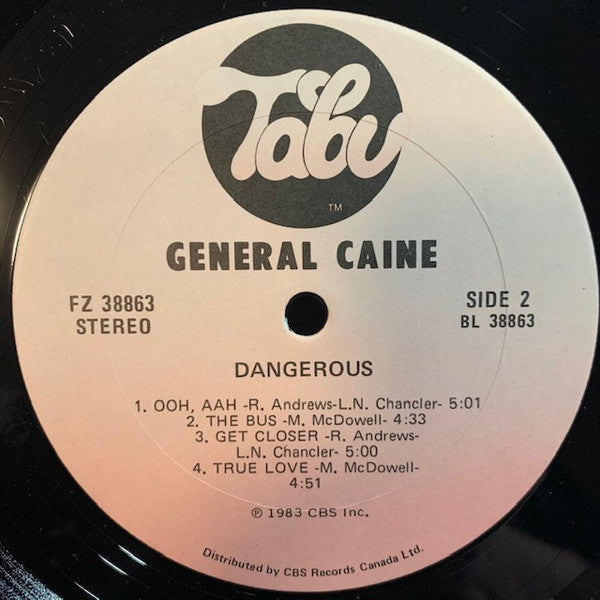 Tabu
TM
GENERAL CAINE
FZ 38863
STEREO
SIDE 2
BL 38863
DANGEROUS
1. OOH, AAH -R. Andrews-L.N. Chancler- 5:01
2. THE BUS -M. McDowell- 4:33
3. GET CLOSER -R. Andrews-
L.N. Chancler- 5:00
4. TRUE LOVE -M. McDowell-
4:51
℗ 1983 CBS Inc.
Distributed by CBS Records Canada Ltd.